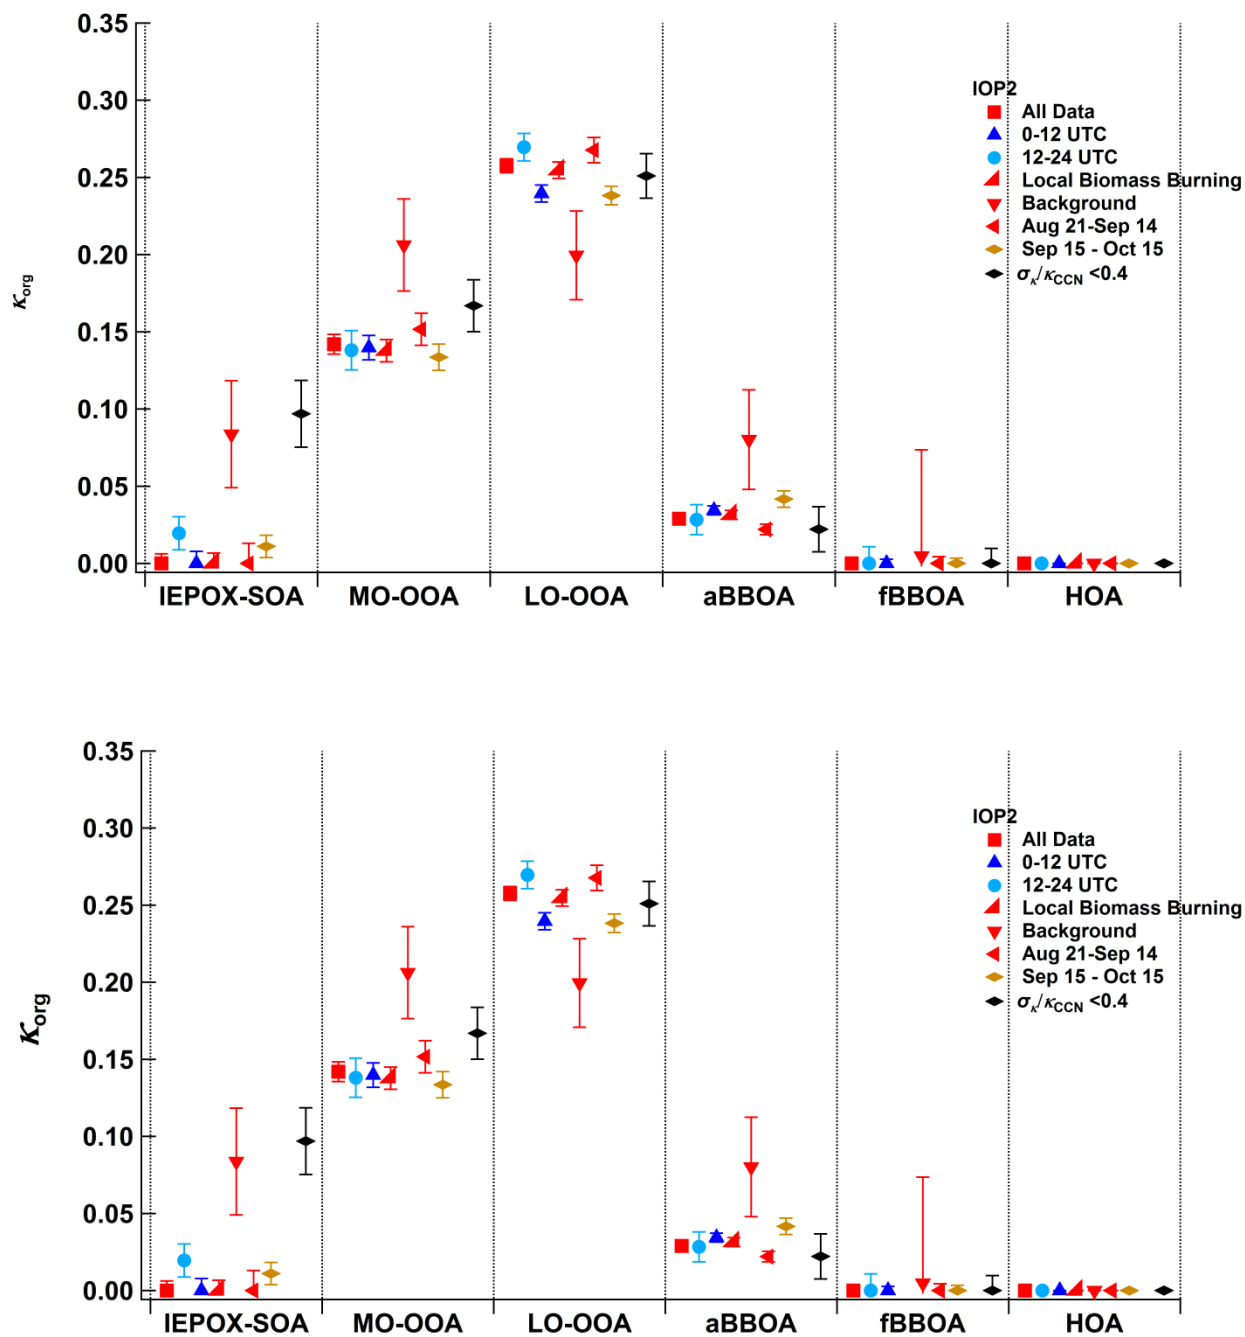 0.35
0.30
0.25
0.20
0.15
0.10
0.05
0.00
κorg
IOP2
All Data
0-12 UTC
12-24 UTC
Local Biomass Burning
Background
Aug 21-Sep 14
Sep 15 - Oct 15
σκ/κCCN <0.4
IEPOX-SOA MO-OOA LO-OOA aBBOA fBBOA HOA
0.35
0.30
0.25
0.20
0.15
0.10
0.05
0.00
κorg
IOP2
All Data
0-12 UTC
12-24 UTC
Local Biomass Burning
Background
Aug 21-Sep 14
Sep 15 - Oct 15
σκ/κCCN <0.4
IEPOX-SOA MO-OOA LO-OOA aBBOA fBBOA HOA